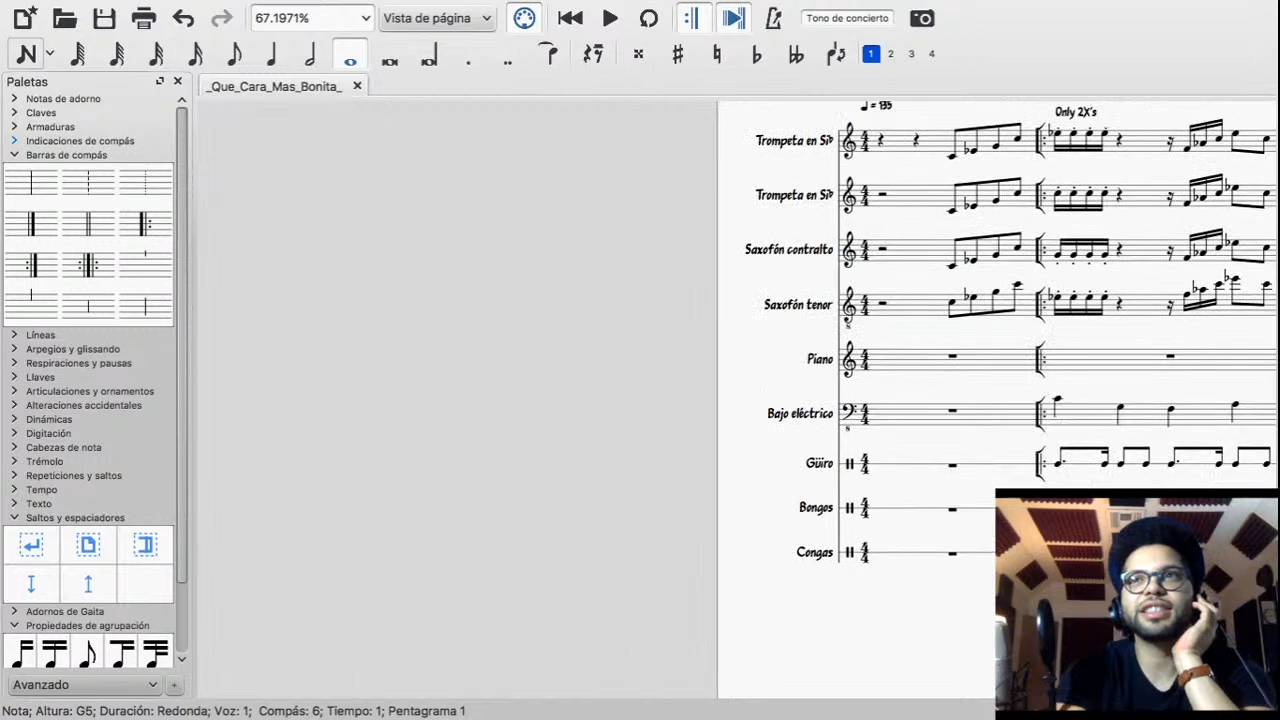 67.1971%
Vista de página
Tono de concierto
1 2 3 4
Paletas
_Que_Cara_Mas_Bonita_
Notas de adorno
Claves
Armaduras
Indicaciones de compás
Barras de compás
Líneas
Arpegios y glissando
Respiraciones y pausas
Llaves
Articulaciones y ornamentos
Alteraciones accidentales
Dinámicas
Digitación
Cabezas de nota
Trémolo
Repeticiones y saltos
Tempo
Texto
Saltos y espaciadores
Adornos de Gaita
Propiedades de agrupación
Avanzado
= 135
Only 2X's
Trompeta en Si♭
Trompeta en Si♭
Saxofón contralto
Saxofón tenor
Piano
Bajo eléctrico
Güiro
Bongos
Congas
Nota; Altura: G5; Duración: Redonda; Voz: 1; Compás: 6; Tiempo: 1; Pentagrama 1